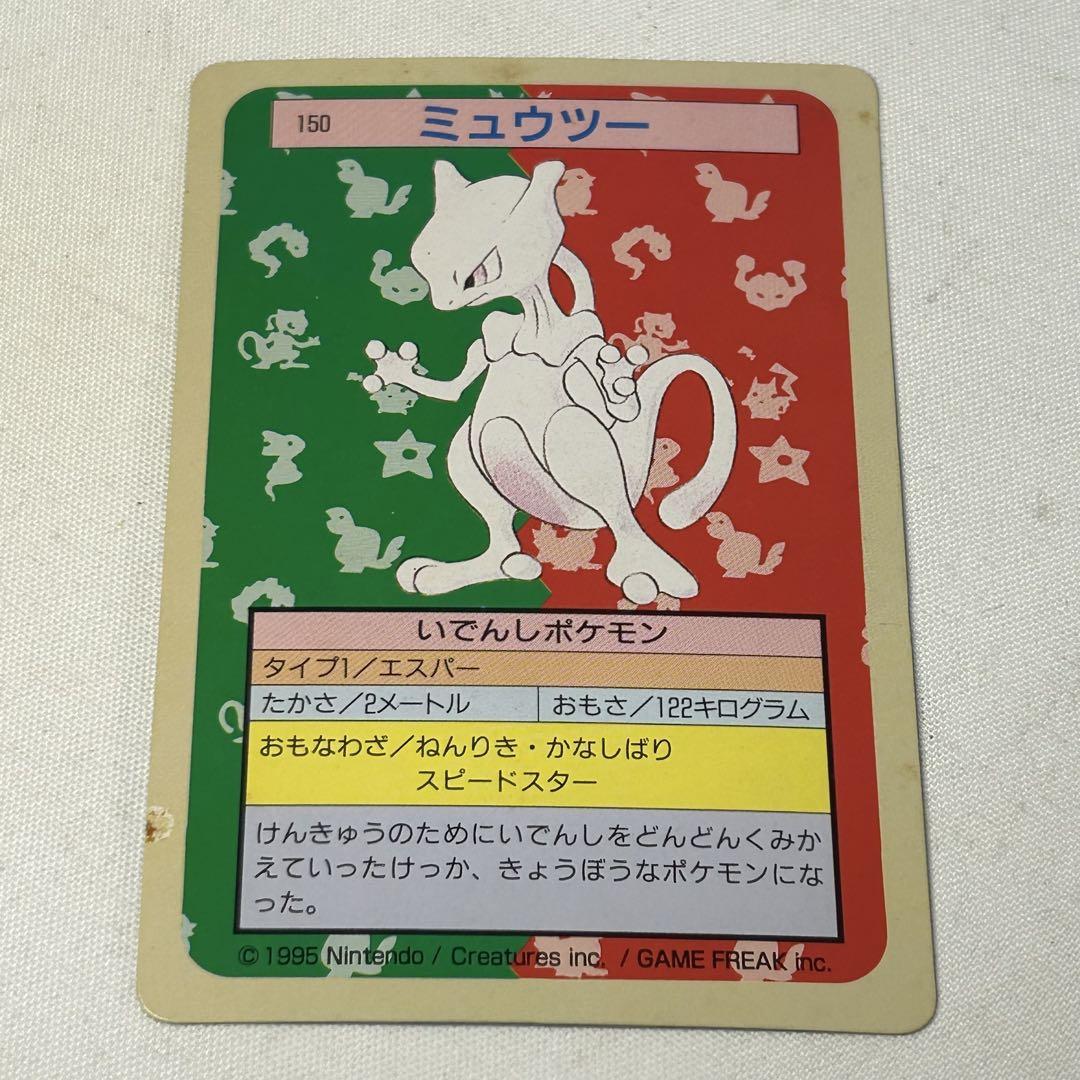 150 ミュウツー
いでんしポケモン
タイプ1／エスパー
たかさ／2メートル おもさ／122キログラム
おもなわざ／ねんりき・かなしばり
スピードスター
けんきゅうのためにいでんしをどんどんくみか
えていったけっか、きょうぼうなポケモンにな
った。
© 1995 Nintendo / Creatures inc. / GAME FREAK inc.